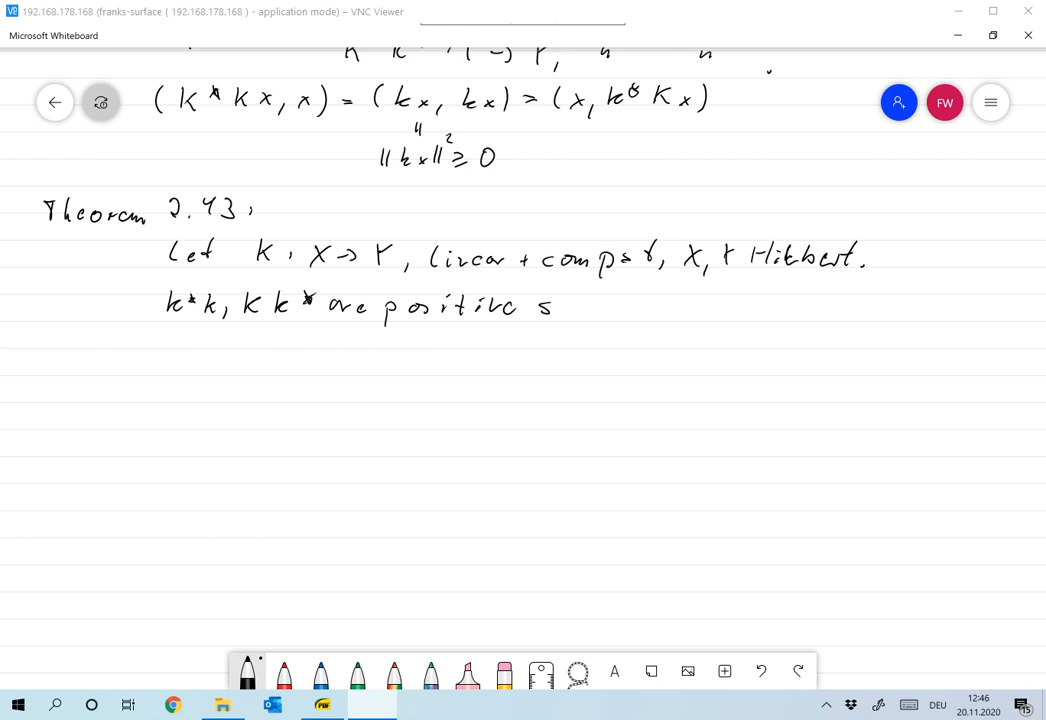 192.168.178.168 (franks-surface ( 192.168.178.168 ) - application mode) – VNC Viewer
Microsoft Whiteboard
(K*Kx, x) = (Kx, Kx) = (x, K*Kx)
||Kx||² ≥ 0
FW
Theorem 2.43:
Let K: X → Y, linear + compact, X, Y Hilbert.
K*K, KK* are positive s
A
DEU
12:46
20.11.2020
15